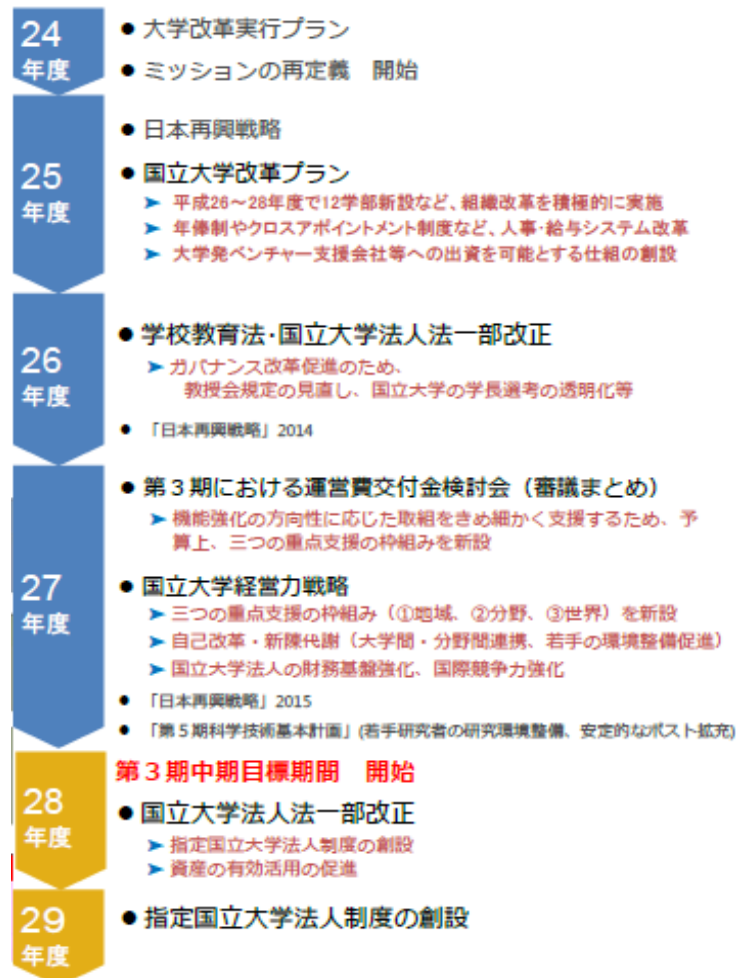 24
年度
● 大学改革実行プラン
● ミッションの再定義　開始
25
年度
● 日本再興戦略
● 国立大学改革プラン
➤ 平成26～28年度で12学部新設など、組織改革を積極的に実施
➤ 年俸制やクロスアポイントメント制度など、人事・給与システム改革
➤ 大学発ベンチャー支援会社等への出資を可能とする仕組の創設
26
年度
● 学校教育法・国立大学法人法一部改正
➤ ガバナンス改革促進のため、
教授会規定の見直し、国立大学の学長選考の透明化等
● 「日本再興戦略」2014
27
年度
● 第３期における運営費交付金検討会（審議まとめ）
➤ 機能強化の方向性に応じた取組をきめ細かく支援するため、予
算上、三つの重点支援の枠組みを新設
● 国立大学経営力戦略
➤ 三つの重点支援の枠組み（①地域、②分野、③世界）を新設
➤ 自己改革・新陳代謝（大学間・分野間連携、若手の環境整備促進）
➤ 国立大学法人の財務基盤強化、国際競争力強化
● 「日本再興戦略」2015
● 「第５期科学技術基本計画」(若手研究者の研究環境整備、安定的なポスト拡充)
28
年度
第３期中期目標期間　開始
● 国立大学法人法一部改正
➤ 指定国立大学法人制度の創設
➤ 資産の有効活用の促進
29
年度
● 指定国立大学法人制度の創設